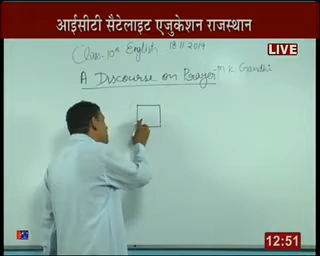 आईसीटी सैटेलाइट एजुकेशन राजस्थान
LIVE
Class-10th English 18.11.2019
A Discourse on Prayer -M.K. Gandhi
12:51